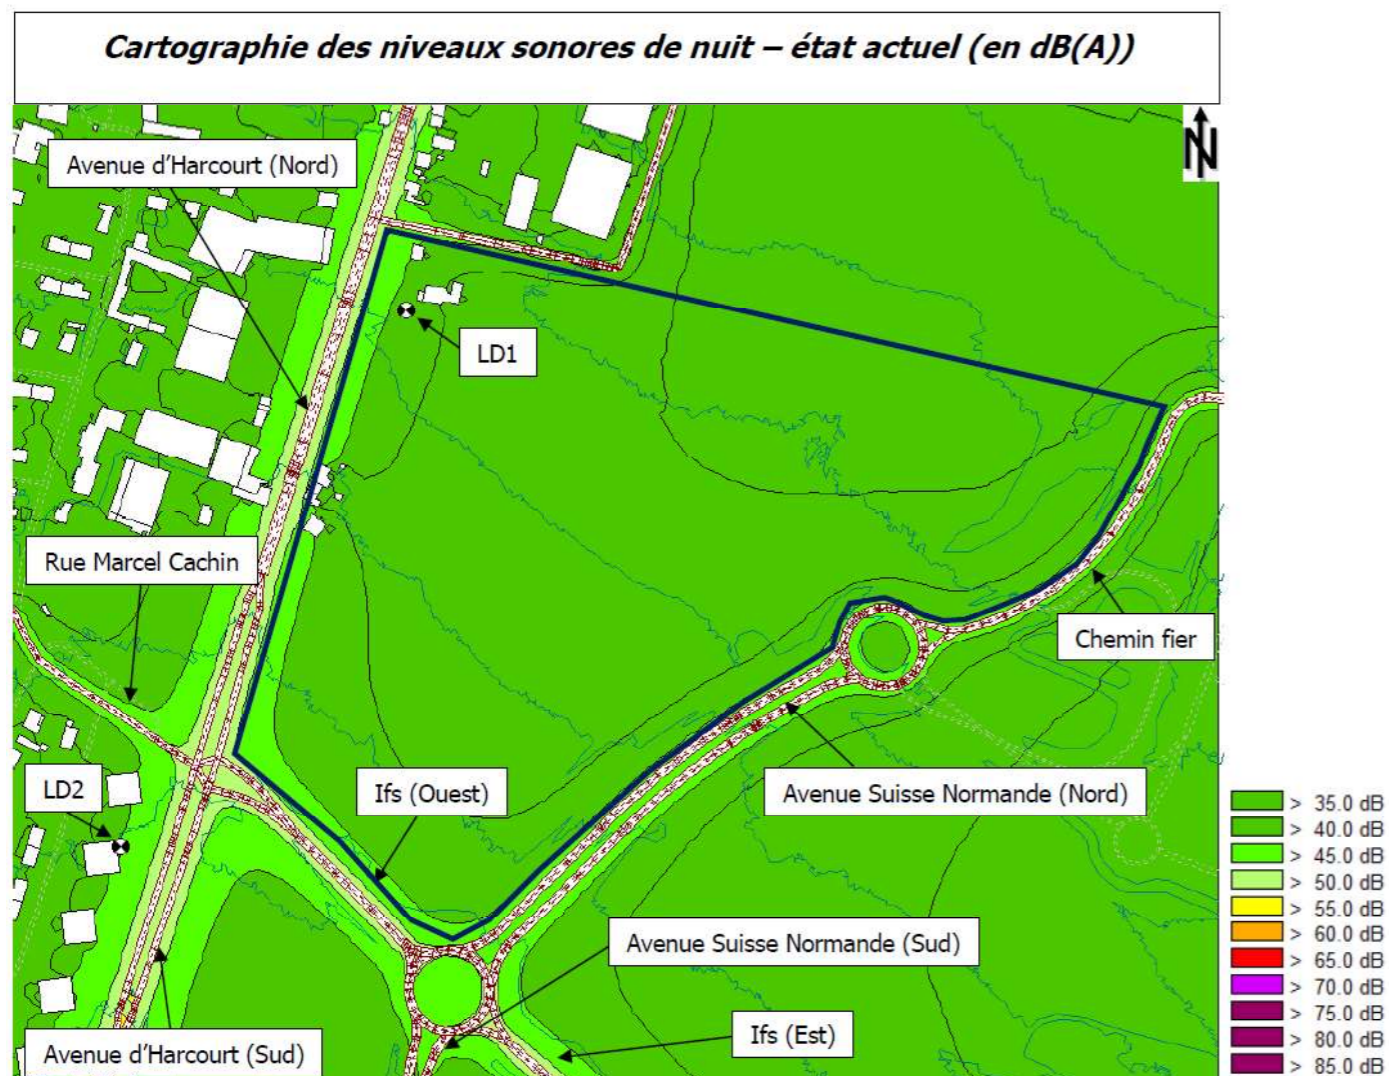 Cartographie des niveaux sonores de nuit – état actuel (en dB(A))
N
Avenue d'Harcourt (Nord)
LD1
Rue Marcel Cachin
Chemin fier
LD2
Ifs (Ouest)
Avenue Suisse Normande (Nord)
Avenue Suisse Normande (Sud)
Ifs (Est)
Avenue d'Harcourt (Sud)
> 35.0 dB
> 40.0 dB
> 45.0 dB
> 50.0 dB
> 55.0 dB
> 60.0 dB
> 65.0 dB
> 70.0 dB
> 75.0 dB
> 80.0 dB
> 85.0 dB